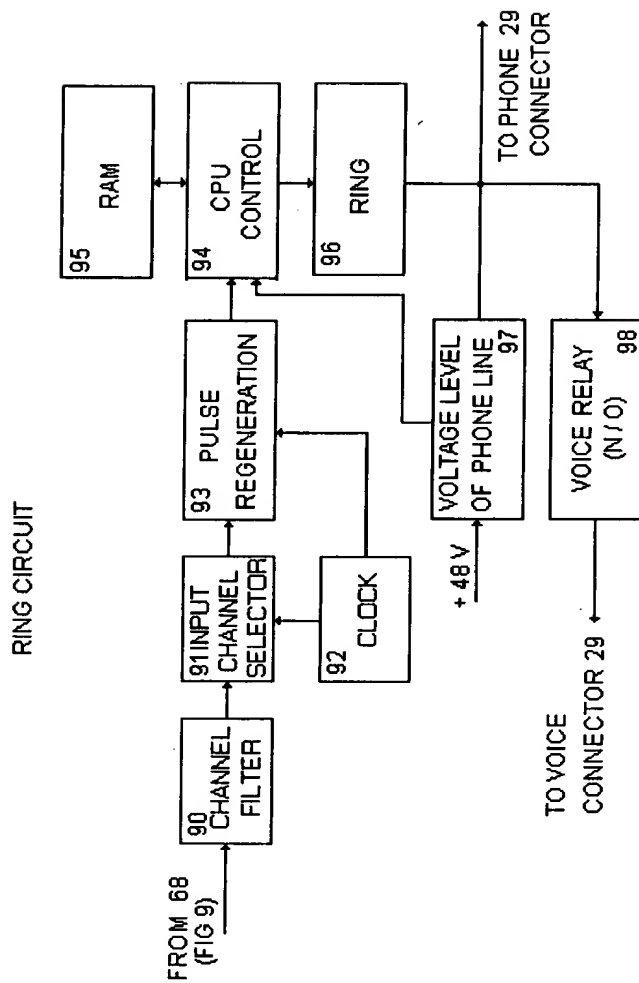 RING CIRCUIT
FROM 68
(FIG 9)
90
CHANNEL
FILTER
91 INPUT
CHANNEL
SELECTOR
92
CLOCK
93
PULSE
REGENERATION
94
CPU
CONTROL
95
RAM
96
RING
+ 48 V
VOLTAGE LEVEL
OF PHONE LINE
97
VOICE RELAY
(N / O)
98
TO VOICE
CONNECTOR 29
TO PHONE 29
CONNECTOR